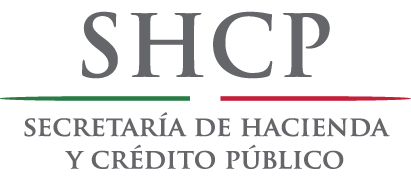 SHCP
SECRETARÍA DE HACIENDA
Y CRÉDITO PÚBLICO